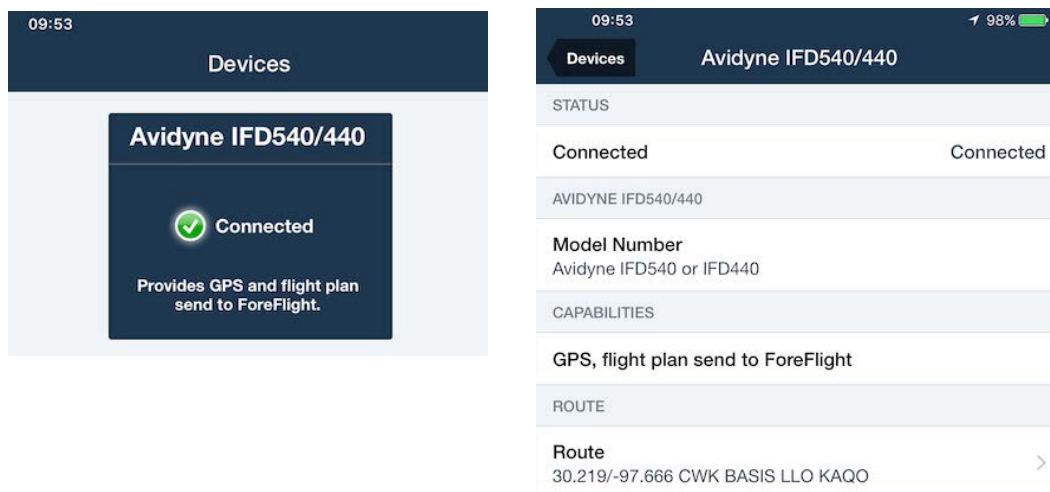 09:53
Devices
Avidyne IFD540/440
Connected
Provides GPS and flight plan
send to ForeFlight.
09:53
98%
Devices
Avidyne IFD540/440
STATUS
Connected Connected
AVIDYNE IFD540/440
Model Number
Avidyne IFD540 or IFD440
CAPABILITIES
GPS, flight plan send to ForeFlight
ROUTE
Route
30.219/-97.666 CWK BASIS LLO KAQO